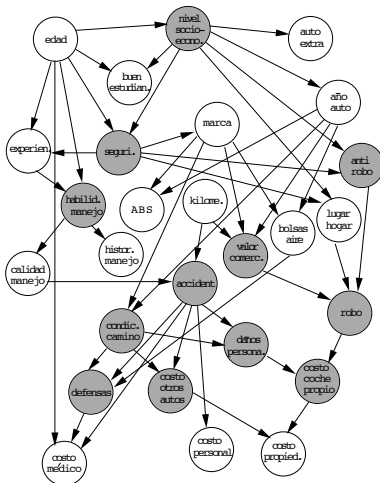 edad
nivel
socio-
econo.
auto
extra
buen
estudian.
año
auto
marca
experien.
seguri.
anti
robo
habilid.
manejo
ABS
kilome.
lugar
hogar
bolsas
aire
histor.
manejo
valor
comerc.
calidad
manejo
accident
robo
condic.
camino
daños
persona.
costo
coche
propio
defensas
costo
otros
autos
costo
médico
costo
personal
costo
propied.